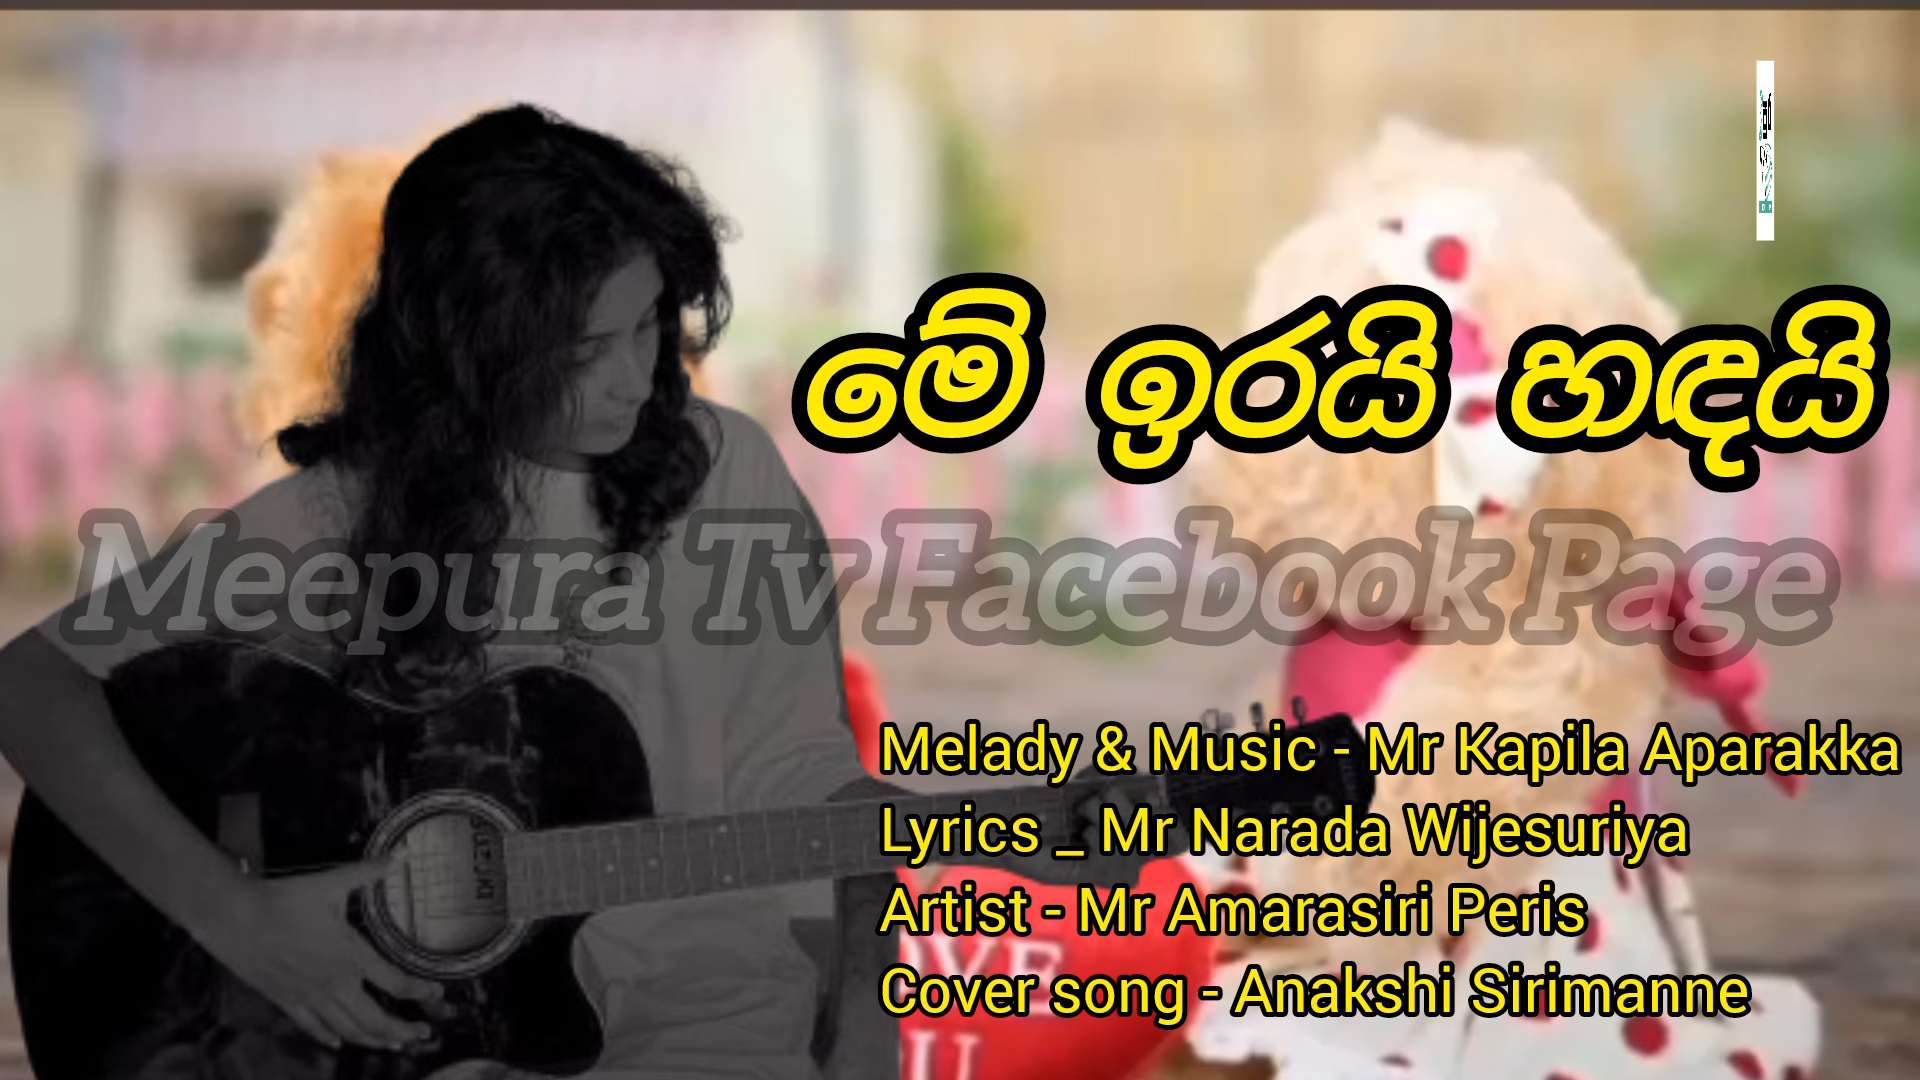 මේ ඉරයි හඳයි
Meepura Tv Facebook Page
Melady & Music - Mr Kapila Aparakka
Lyrics _ Mr Narada Wijesuriya
Artist - Mr Amarasiri Peris
Cover song - Anakshi Sirimanne